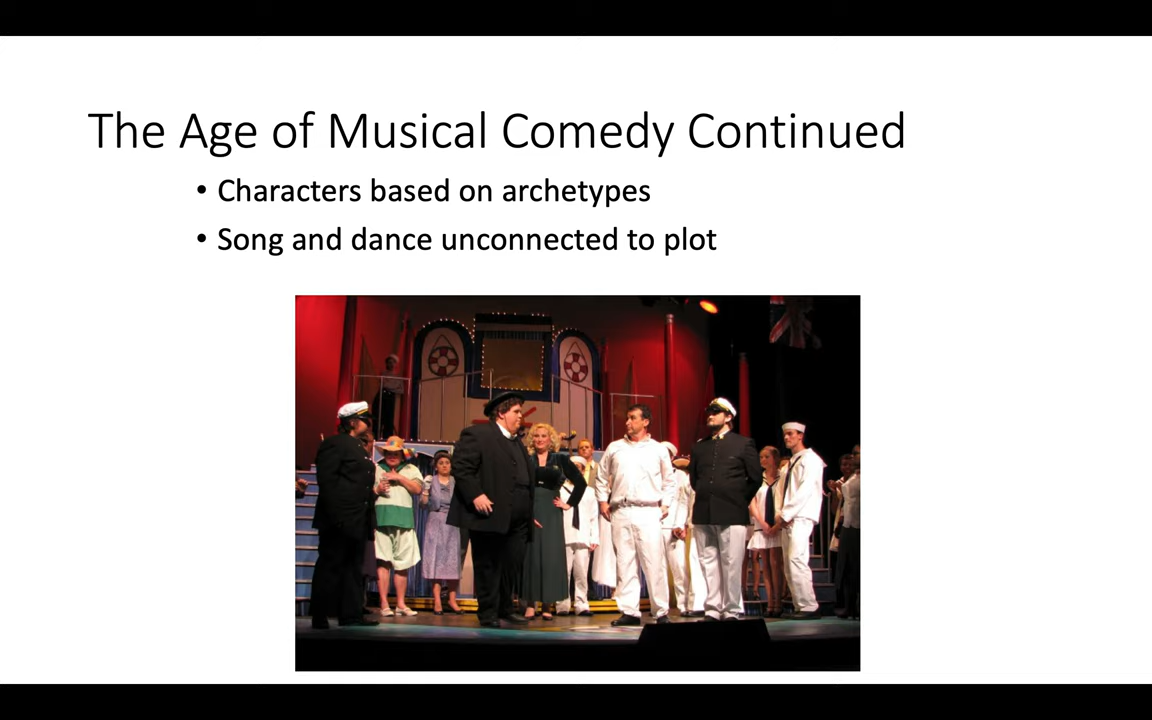 The Age of Musical Comedy Continued
• Characters based on archetypes
• Song and dance unconnected to plot